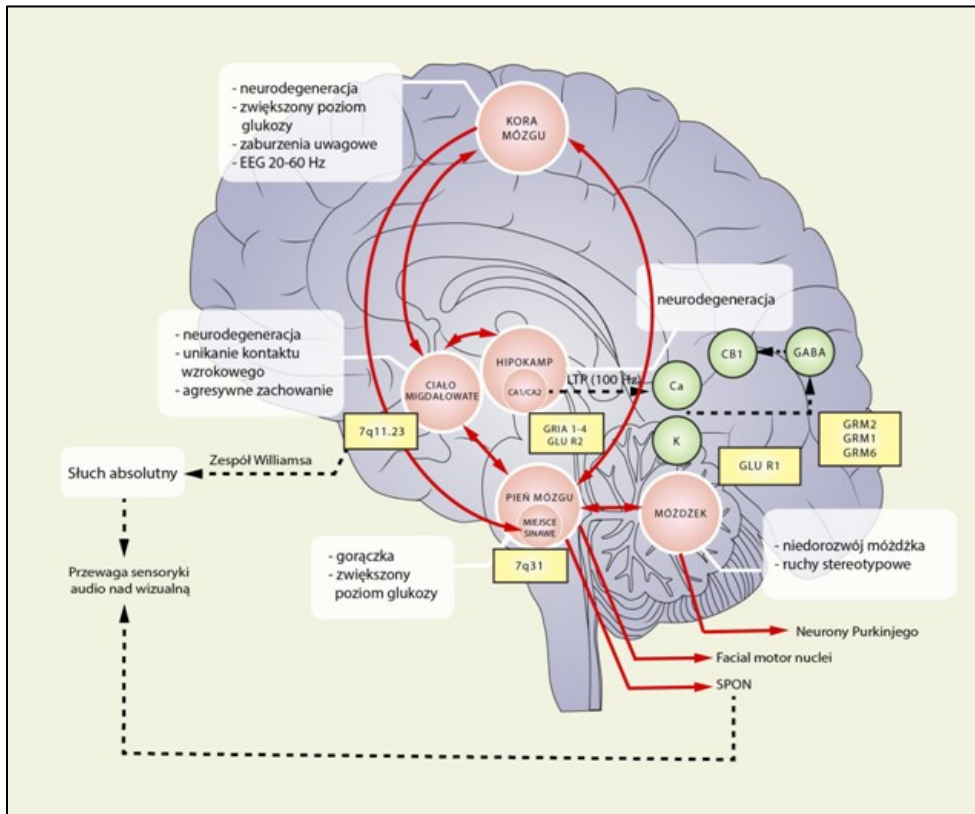 - neurodegeneracja
- zwiększony poziom
glukozy
- zaburzenia uwagowe
- EEG 20-60 Hz
KORA
MÓZGU
neurodegeneracja
- neurodegeneracja
- unikanie kontaktu
wzrokowego
- agresywne zachowanie
CIAŁO
MIGDAŁOWATE
HIPOKAMP
CA1/CA2
LTP (100 Hz)
Ca
CB1
GABA
K
7q11.23
GRIA 1-4
GLU R2
GLU R1
GRM2
GRM1
GRM6
Zespół Williamsa
Słuch absolutny
PIEŃ MÓZGU
MIEJSCE
SINAWE
MÓŻDŻEK
7q31
- gorączka
- zwiększony
poziom glukozy
- niedorozwój móżdżka
- ruchy stereotypowe
Przewaga sensoryki
audio nad wizualną
Neurony Purkinjego
Facial motor nuclei
SPON